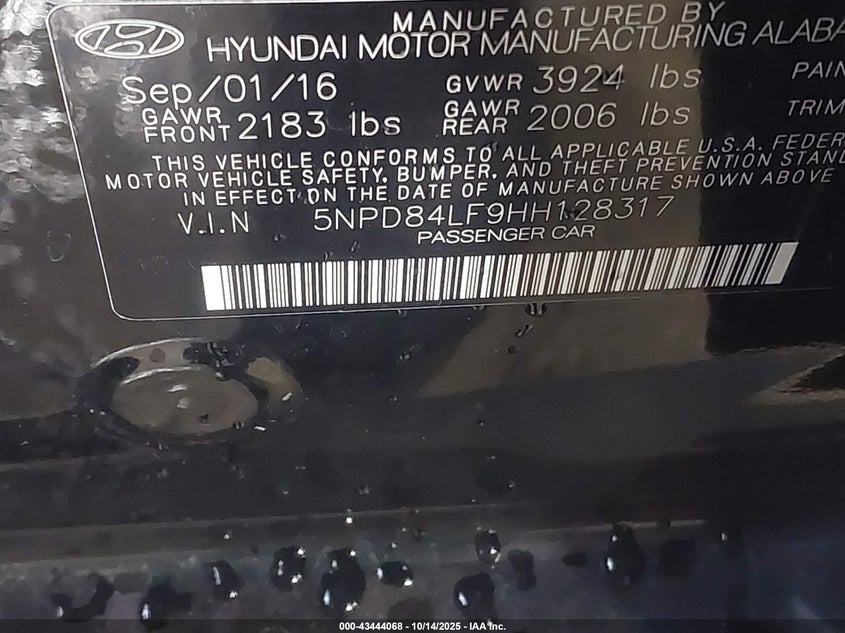 MANUFACTURED BY
HYUNDAI MOTOR MANUFACTURING ALABA
Sep/01/16 GVWR 3924 lbs PAIN
GAWR FRONT 2183 lbs GAWR REAR 2006 lbs TRIM
THIS VEHICLE CONFORMS TO ALL APPLICABLE U.S.A. FEDER
MOTOR VEHICLE SAFETY, BUMPER, AND THEFT PREVENTION STAN
IN EFFECT ON THE DATE OF MANUFACTURE SHOWN ABOVE
V.I.N 5NPD84LF9HH128317
PASSENGER CAR
000-43444068 - 10/14/2025 - IAA Inc.